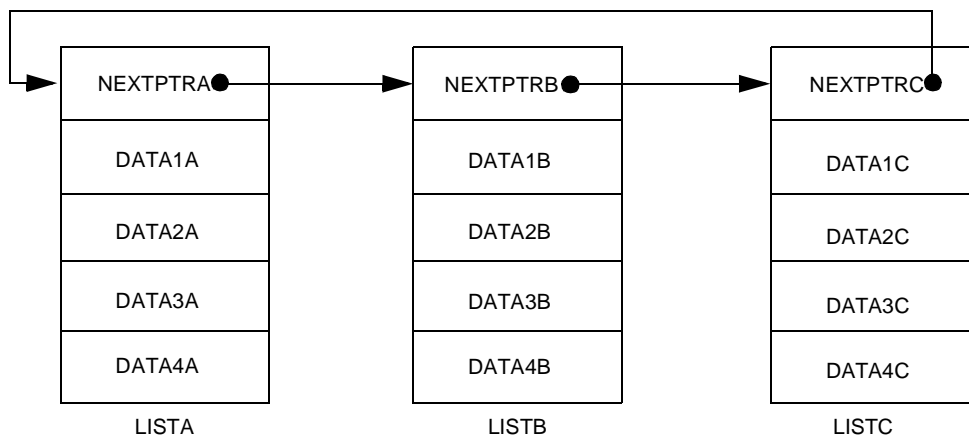 NEXTPTRA NEXTPTRB NEXTPTRC
DATA1A DATA1B DATA1C
DATA2A DATA2B DATA2C
DATA3A DATA3B DATA3C
DATA4A DATA4B DATA4C
LISTA LISTB LISTC